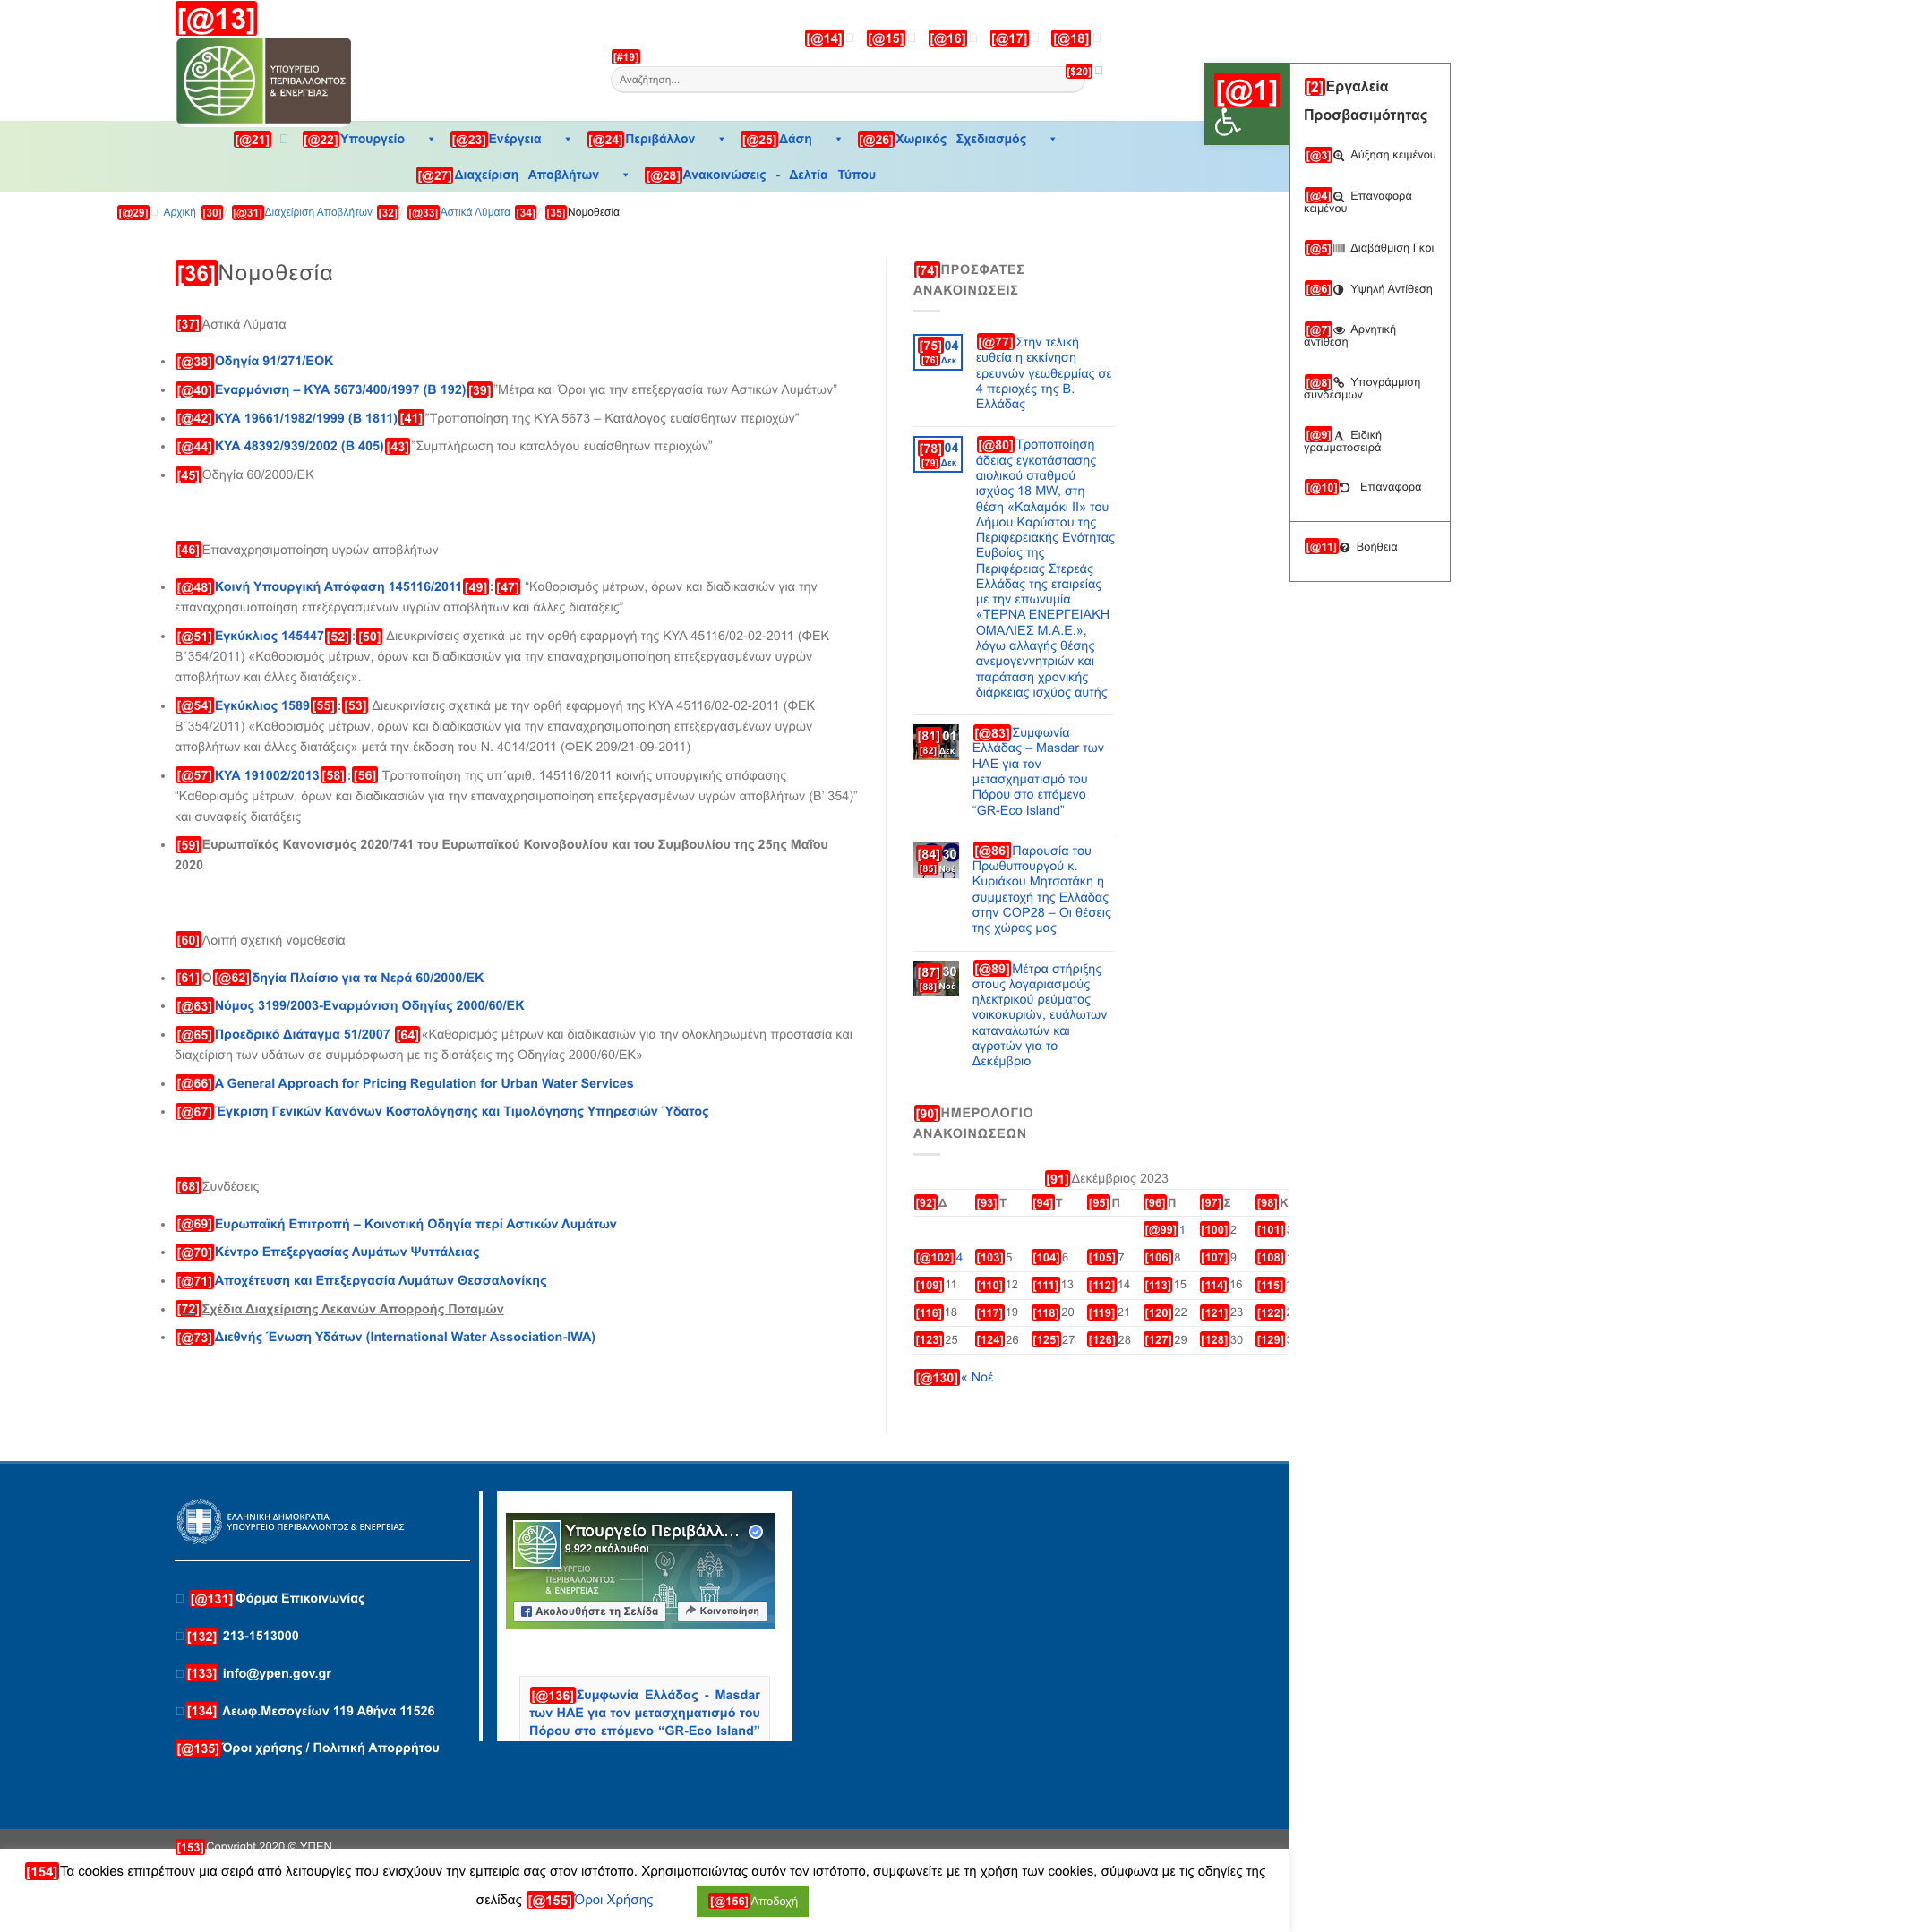 [@13]
ΥΠΟΥΡΓΕΙΟ
ΠΕΡΙΒΑΛΛΟΝΤΟΣ
& ΕΝΕΡΓΕΙΑΣ
[@14] [@15] [@16] [@17] [@18]
[#19]
Αναζήτηση… [$20]
[@1]
[2]Εργαλεία
Προσβασιμότητας
[@3] Αύξηση κειμένου
[@4] Επαναφορά
κειμένου
[@5] Διαβάθμιση Γκρι
[@6] Υψηλή Αντίθεση
[@7] Αρνητική
αντίθεση
[@8] Υπογράμμιση
συνδέσμων
[@9] Ειδική
γραμματοσειρά
[@10] Επαναφορά
[@11] Βοήθεια
[@21] [@22]Υπουργείο [@23]Ενέργεια [@24]Περιβάλλον [@25]Δάση [@26]Χωρικός Σχεδιασμός
[@27]Διαχείριση Αποβλήτων [@28]Ανακοινώσεις - Δελτία Τύπου
[@29] Αρχική [30]/ [@31]Διαχείριση Αποβλήτων [32]/ [@33]Αστικά Λύματα [34]/ [35]Νομοθεσία
[36]Νομοθεσία
[37]Αστικά Λύματα
[@38]Οδηγία 91/271/ΕΟΚ
[@40]Εναρμόνιση – ΚΥΑ 5673/400/1997 (Β 192)[39]”Μέτρα και Όροι για την επεξεργασία των Αστικών Λυμάτων”
[@42]ΚΥΑ 19661/1982/1999 (Β 1811)[41]”Τροποποίηση της ΚΥΑ 5673 – Κατάλογος ευαίσθητων περιοχών”
[@44]ΚΥΑ 48392/939/2002 (Β 405)[43]”Συμπλήρωση του καταλόγου ευαίσθητων περιοχών”
[45]Οδηγία 60/2000/ΕΚ
[46]Επαναχρησιμοποίηση υγρών αποβλήτων
[@48]Κοινή Υπουργική Απόφαση 145116/2011[49]:[47] “Καθορισμός μέτρων, όρων και διαδικασιών για την
επαναχρησιμοποίηση επεξεργασμένων υγρών αποβλήτων και άλλες διατάξεις”
[@51]Εγκύκλιος 145447[52]:[50] Διευκρινίσεις σχετικά με την ορθή εφαρμογή της ΚΥΑ 45116/02-02-2011 (ΦΕΚ
Β΄354/2011) «Καθορισμός μέτρων, όρων και διαδικασιών για την επαναχρησιμοποίηση επεξεργασμένων υγρών
αποβλήτων και άλλες διατάξεις».
[@54]Εγκύκλιος 1589[55]:[53] Διευκρινίσεις σχετικά με την ορθή εφαρμογή της ΚΥΑ 45116/02-02-2011 (ΦΕΚ
Β΄354/2011) «Καθορισμός μέτρων, όρων και διαδικασιών για την επαναχρησιμοποίηση επεξεργασμένων υγρών
αποβλήτων και άλλες διατάξεις» μετά την έκδοση του Ν. 4014/2011 (ΦΕΚ 209/21-09-2011)
[@57]ΚΥΑ 191002/2013[58]:[56] Τροποποίηση της υπ΄αριθ. 145116/2011 κοινής υπουργικής απόφασης
“Καθορισμός μέτρων, όρων και διαδικασιών για την επαναχρησιμοποίηση επεξεργασμένων υγρών αποβλήτων (Β’ 354)”
και συναφείς διατάξεις
[59]Ευρωπαϊκός Κανονισμός 2020/741 του Ευρωπαϊκού Κοινοβουλίου και του Συμβουλίου της 25ης Μαΐου
2020
[60]Λοιπή σχετική νομοθεσία
[61]Ο[@62]δηγία Πλαίσιο για τα Νερά 60/2000/ΕΚ
[@63]Νόμος 3199/2003-Εναρμόνιση Οδηγίας 2000/60/ΕΚ
[@65]Προεδρικό Διάταγμα 51/2007 [64]«Καθορισμός μέτρων και διαδικασιών για την ολοκληρωμένη προστασία και
διαχείριση των υδάτων σε συμμόρφωση με τις διατάξεις της Οδηγίας 2000/60/ΕΚ»
[@66]A General Approach for Pricing Regulation for Urban Water Services
[@67]Έγκριση Γενικών Κανόνων Κοστολόγησης και Τιμολόγησης Υπηρεσιών Ύδατος
[68]Συνδέσεις
[@69]Ευρωπαϊκή Επιτροπή – Κοινοτική Οδηγία περί Αστικών Λυμάτων
[@70]Κέντρο Επεξεργασίας Λυμάτων Ψυττάλειας
[@71]Αποχέτευση και Επεξεργασία Λυμάτων Θεσσαλονίκης
[72]Σχέδια Διαχείρισης Λεκανών Απορροής Ποταμών
[@73]Διεθνής Ένωση Υδάτων (International Water Association-IWA)
[74]ΠΡΟΣΦΑΤΕΣ
ΑΝΑΚΟΙΝΩΣΕΙΣ
[75]04
[76]Δεκ
[@77]Στην τελική
ευθεία η εκκίνηση
ερευνών γεωθερμίας σε
4 περιοχές της Β.
Ελλάδας
[78]04
[79]Δεκ
[@80]Τροποποίηση
άδειας εγκατάστασης
αιολικού σταθμού
ισχύος 18 MW, στη
θέση «Καλαμάκι ΙΙ» του
Δήμου Καρύστου της
Περιφερειακής Ενότητας
Ευβοίας της
Περιφέρειας Στερεάς
Ελλάδας της εταιρείας
με την επωνυμία
«ΤΕΡΝΑ ΕΝΕΡΓΕΙΑΚΗ
ΟΜΑΛΙΕΣ Μ.Α.Ε.»,
λόγω αλλαγής θέσης
ανεμογεννητριών και
παράταση χρονικής
διάρκειας ισχύος αυτής
[81]01
[82]Δεκ
[@83]Συμφωνία
Ελλάδας – Masdar των
ΗΑΕ για τον
μετασχηματισμό του
Πόρου στο επόμενο
“GR-Eco Island”
[84]30
[85]Νοέ
[@86]Παρουσία του
Πρωθυπουργού κ.
Κυριάκου Μητσοτάκη η
συμμετοχή της Ελλάδας
στην COP28 – Οι θέσεις
της χώρας μας
[87]30
[88]Νοέ
[@89]Μέτρα στήριξης
στους λογαριασμούς
ηλεκτρικού ρεύματος
νοικοκυριών, ευάλωτων
καταναλωτών και
αγροτών για το
Δεκέμβριο
[90]ΗΜΕΡΟΛΟΓΙΟ
ΑΝΑΚΟΙΝΩΣΕΩΝ
[91]Δεκέμβριος 2023
[92]Δ [93]Τ [94]Τ [95]Π [96]Π [97]Σ [98]Κ
[@99]1 [100]2 [101]
[@102]4 [103]5 [104]6 [105]7 [106]8 [107]9 [108]
[109]11 [110]12 [111]13 [112]14 [113]15 [114]16 [115]
[116]18 [117]19 [118]20 [119]21 [120]22 [121]23 [122]
[123]25 [124]26 [125]27 [126]28 [127]29 [128]30 [129]
[@130]« Νοέ
ΕΛΛΗΝΙΚΗ ΔΗΜΟΚΡΑΤΙΑ
ΥΠΟΥΡΓΕΙΟ ΠΕΡΙΒΑΛΛΟΝΤΟΣ & ΕΝΕΡΓΕΙΑΣ
[@131]Φόρμα Επικοινωνίας
[132] 213-1513000
[133] info@ypen.gov.gr
[134] Λεωφ.Μεσογείων 119 Αθήνα 11526
[@135]Όροι χρήσης / Πολιτική Απορρήτου
Υπουργείο Περιβάλλ…
9.922 ακόλουθοι
ΥΠΟΥΡΓΕΙΟ
ΠΕΡΙΒΑΛΛΟΝΤΟΣ
& ΕΝΕΡΓΕΙΑΣ
Ακολουθήστε τη Σελίδα Κοινοποίηση
[@136]Συμφωνία Ελλάδας - Masdar
των ΗΑΕ για τον μετασχηματισμό του
Πόρου στο επόμενο “GR-Eco Island”
[153]Copyright 2020 © ΥΠΕΝ
[154]Τα cookies επιτρέπουν μια σειρά από λειτουργίες που ενισχύουν την εμπειρία σας στον ιστότοπο. Χρησιμοποιώντας αυτόν τον ιστότοπο, συμφωνείτε με τη χρήση των cookies, σύμφωνα με τις οδηγίες της
σελίδας [@155]Όροι Χρήσης [@156]Αποδοχή